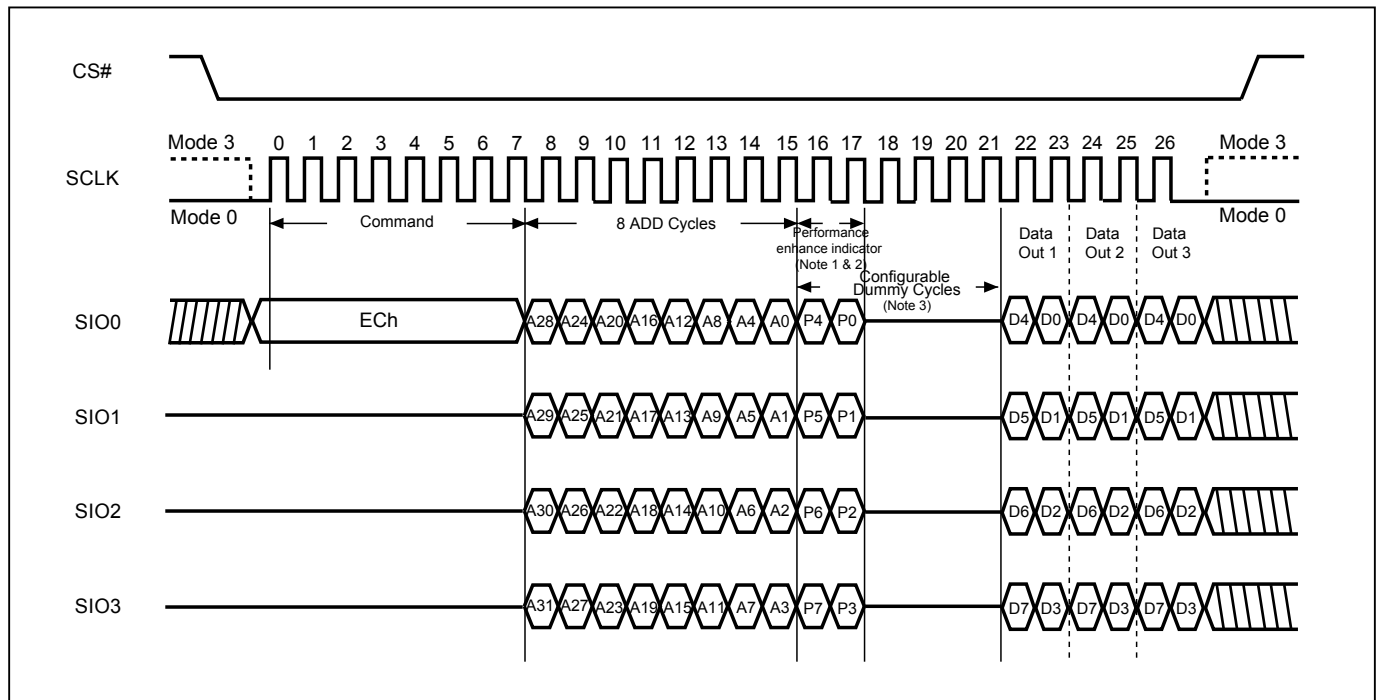 CS#
Mode 3 0 1 2 3 4 5 6 7 8 9 10 11 12 13 14 15 16 17 18 19 20 21 22 23 24 25 26 Mode 3
SCLK
Mode 0 Command 8 ADD Cycles Mode 0
Performance
enhance indicator
(Note 1 & 2)
Data
Out 1
Data
Out 2
Data
Out 3
Configurable
Dummy Cycles
(Note 3)
SIO0 ECh A28 A24 A20 A16 A12 A8 A4 A0 P4 P0 D4 D0 D4 D0 D4 D0
SIO1 A29 A25 A21 A17 A13 A9 A5 A1 P5 P1 D5 D1 D5 D1 D5 D1
SIO2 A30 A26 A22 A18 A14 A10 A6 A2 P6 P2 D6 D2 D6 D2 D6 D2
SIO3 A31 A27 A23 A19 A15 A11 A7 A3 P7 P3 D7 D3 D7 D3 D7 D3